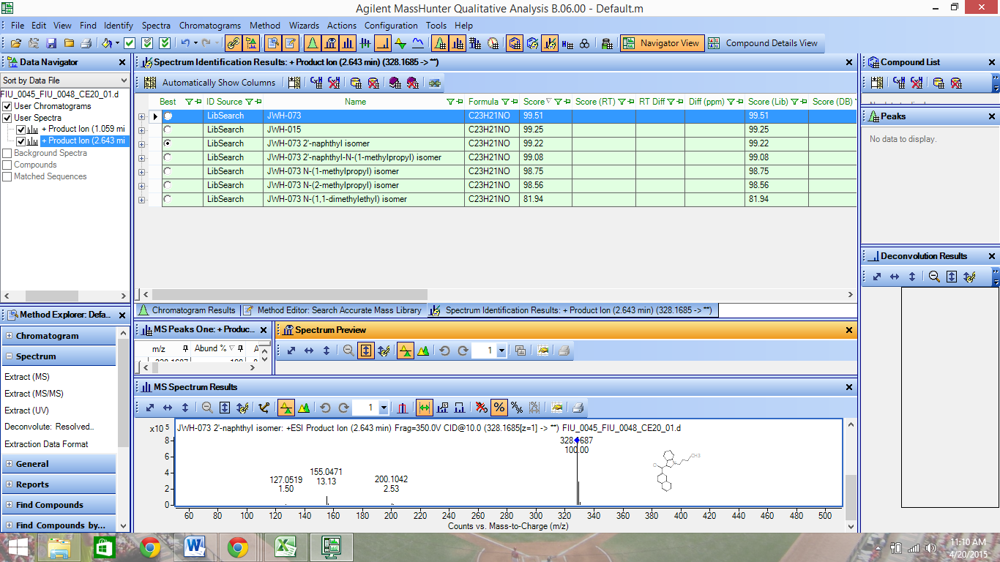 Agilent MassHunter Qualitative Analysis B.06.00 - Default.m
File Edit View Find Identify Spectra Chromatograms Method Wizards Actions Configuration Tools Help
Navigator View Compound Details View
Data Navigator
Sort by Data File
FIU_0045_FIU_0048_CE20_01.d
User Chromatograms
User Spectra
+ Product Ion (1.059 mi
+ Product Ion (2.643 mi
Background Spectra
Compounds
Matched Sequences
Spectrum Identification Results: + Product Ion (2.643 min) (328.1685 -> **)
Automatically Show Columns
Best ID Source Name Formula Score Score (RT) RT Diff Diff (ppm) Score (Lib) Score (DB)
LibSearch JWH-073 C23H21NO 99.51 99.51
LibSearch JWH-015 C23H21NO 99.25 99.25
LibSearch JWH-073 2'-naphthyl isomer C23H21NO 99.22 99.22
LibSearch JWH-073 2'-naphthyl-N-(1-methylpropyl) isomer C23H21NO 99.08 99.08
LibSearch JWH-073 N-(1-methylpropyl) isomer C23H21NO 98.75 98.75
LibSearch JWH-073 N-(2-methylpropyl) isomer C23H21NO 98.56 98.56
LibSearch JWH-073 N-(1,1-dimethylethyl) isomer C23H21NO 81.94 81.94
Chromatogram Results Method Editor: Search Accurate Mass Library Spectrum Identification Results: + Product Ion (2.643 min) (328.1685 -> **)
Compound List
Peaks
No data to display.
Deconvolution Results
Method Explorer: Defa...
Chromatogram
Spectrum
Extract (MS)
Extract (MS/MS)
Extract (UV)
Deconvolute: Resolved...
Extraction Data Format
General
Reports
Find Compounds
Find Compounds by...
MS Peaks One: + Produc...
m/z Abund % A
Spectrum Preview
1
MS Spectrum Results
1
x10 5
JWH-073 2'-naphthyl isomer: +ESI Product Ion (2.643 min) Frag=350.0V CID@10.0 (328.1685[z=1] -> **) FIU_0045_FIU_0048_CE20_01.d
8
6
4
2
0
127.0519
1.50
155.0471
13.13
200.1042
2.53
328.1687
100.00
O
CH3
60 80 100 120 140 160 180 200 220 240 260 280 300 320 340 360 380 400 420 440 460 480 500
Counts vs. Mass-to-Charge (m/z)
11:10 AM
4/20/2015